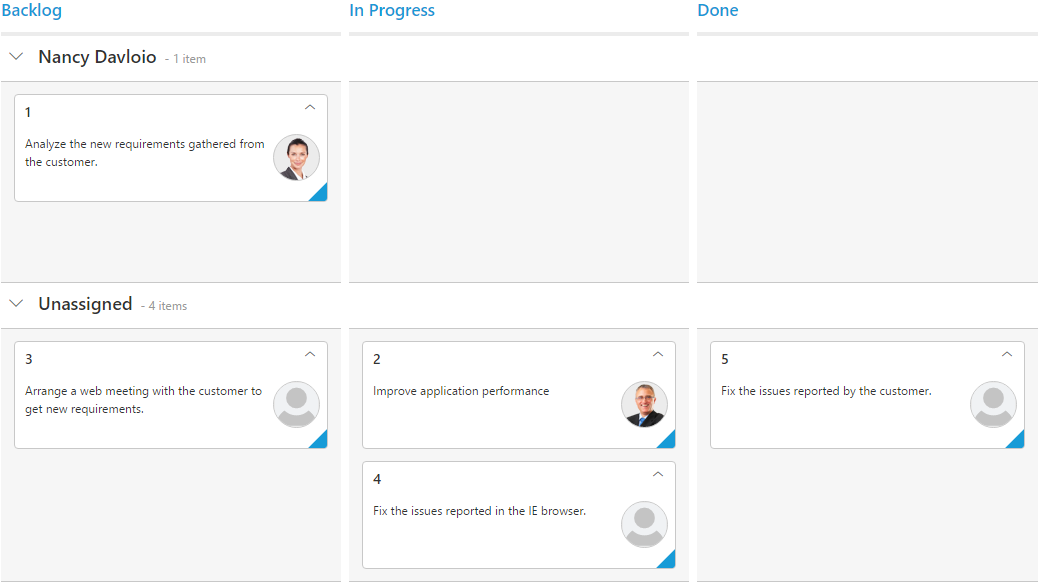 Backlog
In Progress
Done
Nancy Davloio - 1 item
1
Analyze the new requirements gathered from
the customer.
Unassigned - 4 items
3
Arrange a web meeting with the customer to
get new requirements.
2
Improve application performance
4
Fix the issues reported in the IE browser.
5
Fix the issues reported by the customer.